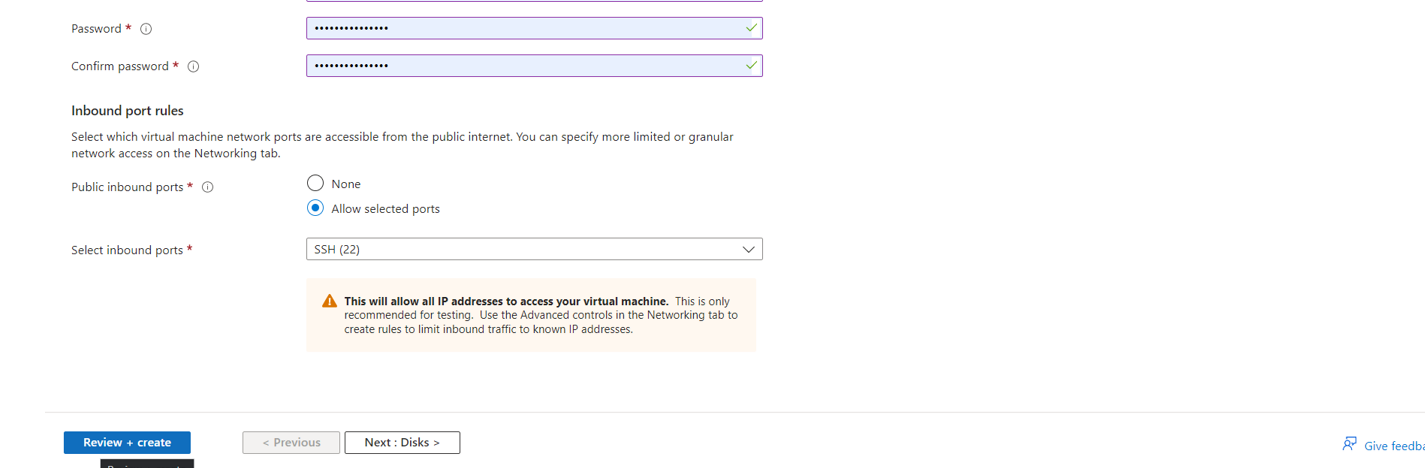 Password *
•••••••••••••••
Confirm password *
•••••••••••••••
Inbound port rules
Select which virtual machine network ports are accessible from the public internet. You can specify more limited or granular
network access on the Networking tab.
Public inbound ports *
None
Allow selected ports
Select inbound ports *
SSH (22)
This will allow all IP addresses to access your virtual machine. This is only
recommended for testing. Use the Advanced controls in the Networking tab to
create rules to limit inbound traffic to known IP addresses.
Review + create
< Previous
Next : Disks >
Give feedba